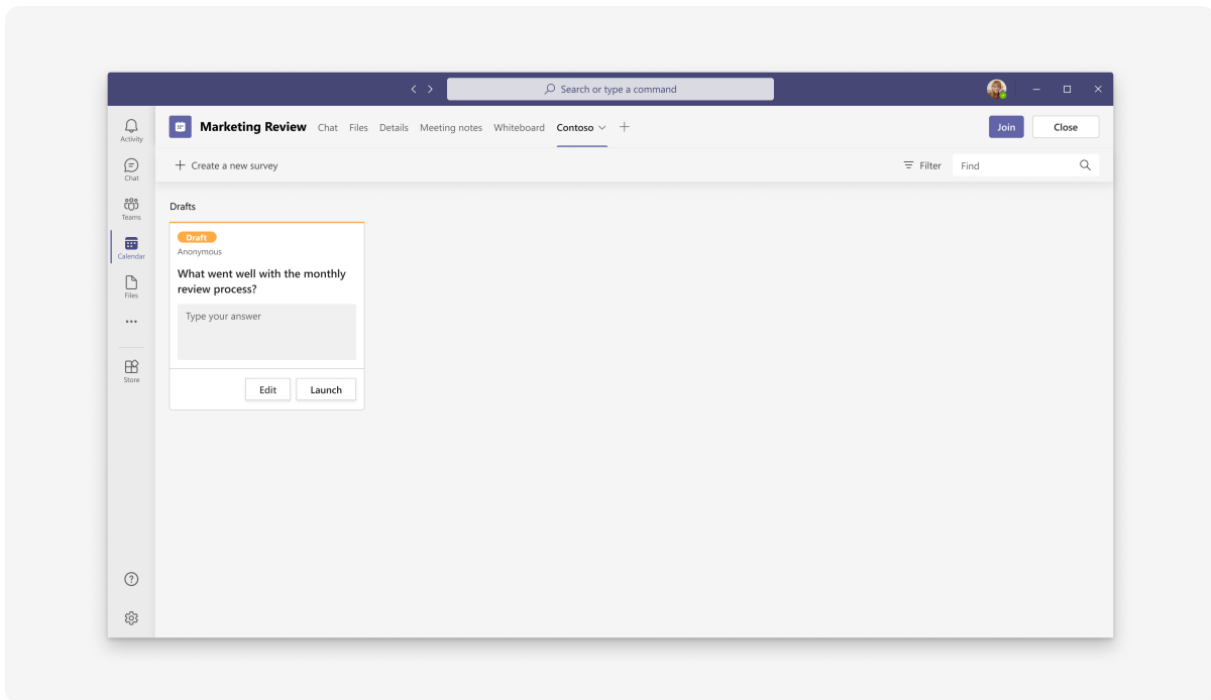 Search or type a command
Activity
Chat
Teams
Calendar
Files
Store
Marketing Review Chat Files Details Meeting notes Whiteboard Contoso
Join Close
Create a new survey
Filter Find
Drafts
Draft
Anonymous
What went well with the monthly
review process?
Type your answer
Edit Launch